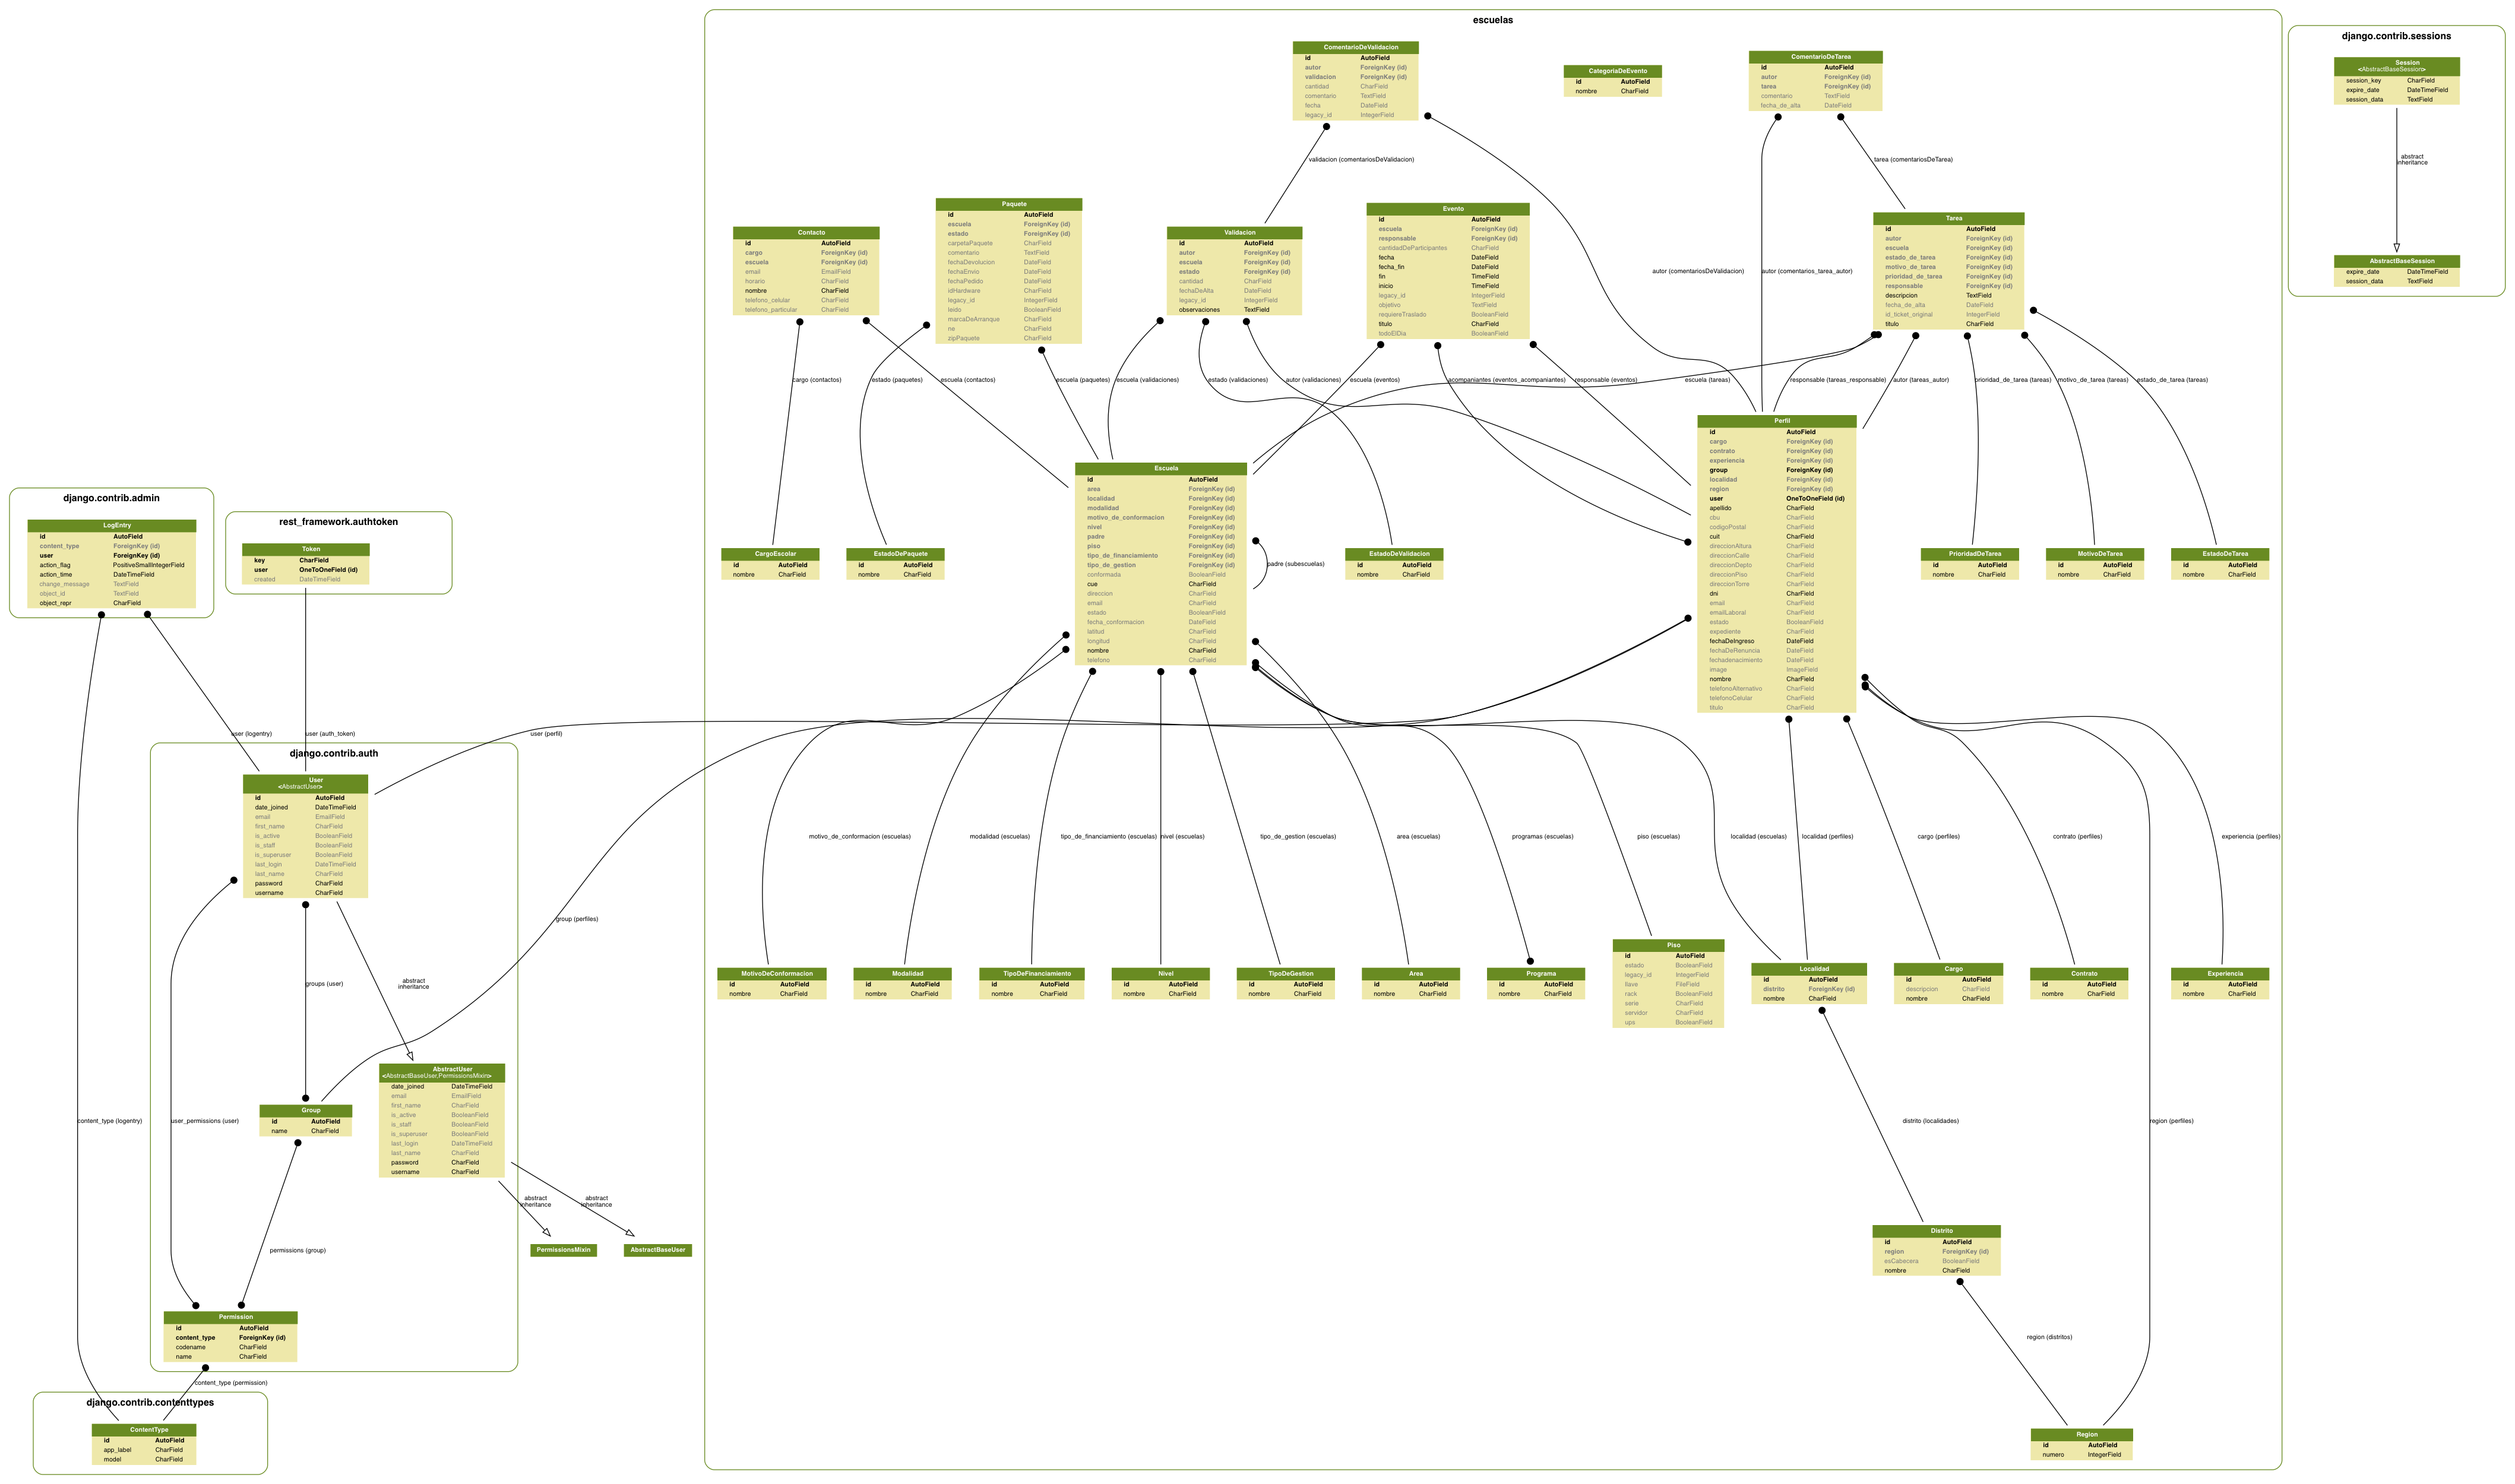 escuelas
ComentarioDeValidacion
id AutoField
autor ForeignKey (id)
validacion ForeignKey (id)
cantidad CharField
comentario TextField
fecha DateField
legacy_id IntegerField
CategoriaDeEvento
id AutoField
nombre CharField
ComentarioDeTarea
id AutoField
autor ForeignKey (id)
tarea ForeignKey (id)
comentario TextField
fecha_de_alta DateField
django.contrib.sessions
Session
<AbstractBaseSession>
session_key CharField
expire_date DateTimeField
session_data TextField
abstract
inheritance
AbstractBaseSession
expire_date DateTimeField
session_data TextField
validacion (comentariosDeValidacion)
tarea (comentariosDeTarea)
autor (comentariosDeValidacion)
autor (comentarios_tarea_autor)
Contacto
id AutoField
cargo ForeignKey (id)
escuela ForeignKey (id)
email EmailField
horario CharField
nombre CharField
telefono_celular CharField
telefono_particular CharField
Paquete
id AutoField
escuela ForeignKey (id)
estado ForeignKey (id)
carpetaPaquete CharField
comentario TextField
fechaDevolucion DateField
fechaEnvio DateField
fechaPedido DateField
idHardware CharField
legacy_id IntegerField
leido BooleanField
marcaDeArranque CharField
ne CharField
zipPaquete CharField
Validacion
id AutoField
autor ForeignKey (id)
escuela ForeignKey (id)
estado ForeignKey (id)
cantidad CharField
fechaDeAlta DateField
legacy_id IntegerField
observaciones TextField
Evento
id AutoField
escuela ForeignKey (id)
responsable ForeignKey (id)
cantidadDeParticipantes CharField
fecha DateField
fecha_fin DateField
fin TimeField
inicio TimeField
legacy_id IntegerField
objetivo TextField
requiereTraslado BooleanField
titulo CharField
todoElDia BooleanField
Tarea
id AutoField
autor ForeignKey (id)
escuela ForeignKey (id)
estado_de_tarea ForeignKey (id)
motivo_de_tarea ForeignKey (id)
prioridad_de_tarea ForeignKey (id)
responsable ForeignKey (id)
descripcion TextField
fecha_de_alta DateField
id_ticket_original IntegerField
titulo CharField
cargo (contactos)
estado (paquetes)
escuela (contactos)
escuela (paquetes)
escuela (validaciones)
estado (validaciones)
autor (validaciones)
escuela (eventos)
acompaniantes (eventos_acompaniantes)
responsable (eventos)
escuela (tareas)
responsable (tareas_responsable)
autor (tareas_autor)
prioridad_de_tarea (tareas)
motivo_de_tarea (tareas)
estado_de_tarea (tareas)
Escuela
id AutoField
area ForeignKey (id)
localidad ForeignKey (id)
modalidad ForeignKey (id)
motivo_de_conformacion ForeignKey (id)
nivel ForeignKey (id)
padre ForeignKey (id)
piso ForeignKey (id)
tipo_de_financiamiento ForeignKey (id)
tipo_de_gestion ForeignKey (id)
conformada BooleanField
cue CharField
direccion CharField
email CharField
estado BooleanField
fecha_conformacion DateField
latitud CharField
longitud CharField
nombre CharField
telefono CharField
padre (subescuelas)
Perfil
id AutoField
cargo ForeignKey (id)
contrato ForeignKey (id)
experiencia ForeignKey (id)
group ForeignKey (id)
localidad ForeignKey (id)
region ForeignKey (id)
user OneToOneField (id)
apellido CharField
cbu CharField
codigoPostal CharField
cuit CharField
direccionAltura CharField
direccionCalle CharField
direccionDepto CharField
direccionPiso CharField
direccionTorre CharField
dni CharField
email CharField
emailLaboral CharField
estado BooleanField
expediente CharField
fechaDeIngreso DateField
fechaDeRenuncia DateField
fechadenacimiento DateField
image ImageField
nombre CharField
telefonoAlternativo CharField
telefonoCelular CharField
titulo CharField
CargoEscolar
id AutoField
nombre CharField
EstadoDePaquete
id AutoField
nombre CharField
EstadoDeValidacion
id AutoField
nombre CharField
PrioridadDeTarea
id AutoField
nombre CharField
MotivoDeTarea
id AutoField
nombre CharField
EstadoDeTarea
id AutoField
nombre CharField
django.contrib.admin
LogEntry
id AutoField
content_type ForeignKey (id)
user ForeignKey (id)
action_flag PositiveSmallIntegerField
action_time DateTimeField
change_message TextField
object_id TextField
object_repr CharField
rest_framework.authtoken
Token
key CharField
user OneToOneField (id)
created DateTimeField
user (logentry)
user (auth_token)
user (perfil)
django.contrib.auth
User
<AbstractUser>
id AutoField
date_joined DateTimeField
email EmailField
first_name CharField
is_active BooleanField
is_staff BooleanField
is_superuser BooleanField
last_login DateTimeField
last_name CharField
password CharField
username CharField
motivo_de_conformacion (escuelas)
modalidad (escuelas)
tipo_de_financiamiento (escuelas)
nivel (escuelas)
tipo_de_gestion (escuelas)
area (escuelas)
programas (escuelas)
piso (escuelas)
localidad (escuelas)
localidad (perfiles)
cargo (perfiles)
contrato (perfiles)
experiencia (perfiles)
group (perfiles)
groups (user)
abstract
inheritance
MotivoDeConformacion
id AutoField
nombre CharField
Modalidad
id AutoField
nombre CharField
TipoDeFinanciamiento
id AutoField
nombre CharField
Nivel
id AutoField
nombre CharField
TipoDeGestion
id AutoField
nombre CharField
Area
id AutoField
nombre CharField
Programa
id AutoField
nombre CharField
Piso
id AutoField
estado BooleanField
legacy_id IntegerField
llave FileField
rack BooleanField
serie CharField
servidor CharField
ups BooleanField
Localidad
id AutoField
distrito ForeignKey (id)
nombre CharField
Cargo
id AutoField
descripcion CharField
nombre CharField
Contrato
id AutoField
nombre CharField
Experiencia
id AutoField
nombre CharField
AbstractUser
<AbstractBaseUser,PermissionsMixin>
date_joined DateTimeField
email EmailField
first_name CharField
is_active BooleanField
is_staff BooleanField
is_superuser BooleanField
last_login DateTimeField
last_name CharField
password CharField
username CharField
Group
id AutoField
name CharField
content_type (logentry)
user_permissions (user)
distrito (localidades)
region (perfiles)
abstract
inheritance
abstract
inheritance
PermissionsMixin
AbstractBaseUser
permissions (group)
Distrito
id AutoField
region ForeignKey (id)
esCabecera BooleanField
nombre CharField
Permission
id AutoField
content_type ForeignKey (id)
codename CharField
name CharField
region (distritos)
content_type (permission)
django.contrib.contenttypes
ContentType
id AutoField
app_label CharField
model CharField
Region
id AutoField
numero IntegerField